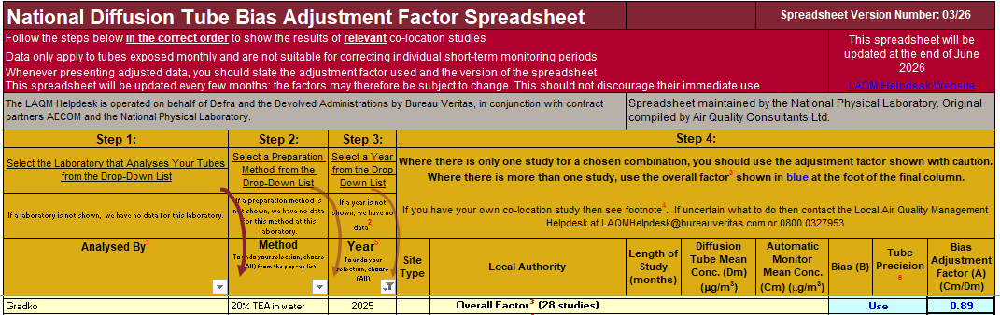 National Diffusion Tube Bias Adjustment Factor Spreadsheet
Spreadsheet Version Number: 03/26
Follow the steps below in the correct order to show the results of relevant co-location studies
Data only apply to tubes exposed monthly and are not suitable for correcting individual short-term monitoring periods
Whenever presenting adjusted data, you should state the adjustment factor used and the version of the spreadsheet
This spreadsheet will be updated every few months: the factors may therefore be subject to change. This should not discourage their immediate use.
This spreadsheet will be
updated at the end of June
2026
LAQM Helpdesk Website
The LAQM Helpdesk is operated on behalf of Defra and the Devolved Administrations by Bureau Veritas, in conjunction with contract
partners AECOM and the National Physical Laboratory.
Spreadsheet maintained by the National Physical Laboratory. Original
compiled by Air Quality Consultants Ltd.
Step 1:
Step 2:
Step 3:
Step 4:
Select the Laboratory that Analyses Your Tubes
from the Drop-Down List
Select a Preparation
Method from the
Drop-Down List
Select a Year
from the Drop-
Down List
Where there is only one study for a chosen combination, you should use the adjustment factor shown with caution.
Where there is more than one study, use the overall factor3 shown in blue at the foot of the final column.
If a laboratory is not shown, we have no data for this laboratory.
If a preparation method is
not shown, we have no data
for this method at this
laboratory.
If a year is not
shown, we have no
data2
If you have your own co-location study then see footnote4. If uncertain what to do then contact the Local Air Quality Management
Helpdesk at LAQMHelpdesk@bureauveritas.com or 0800 0327953
Analysed By1
Method
To undo your selection, choose
(All) from the pop-up list
Year5
To undo your
selection, choose
(All)
Site
Type
Local Authority
Length of
Study
(months)
Diffusion
Tube Mean
Conc. (Dm)
(μg/m3)
Automatic
Monitor
Mean Conc.
(Cm) (μg/m3)
Bias (B)
Tube
Precision
6
Bias
Adjustment
Factor (A)
(Cm/Dm)
Gradko
20% TEA in water
2025
Overall Factor3 (28 studies)
Use
0.89